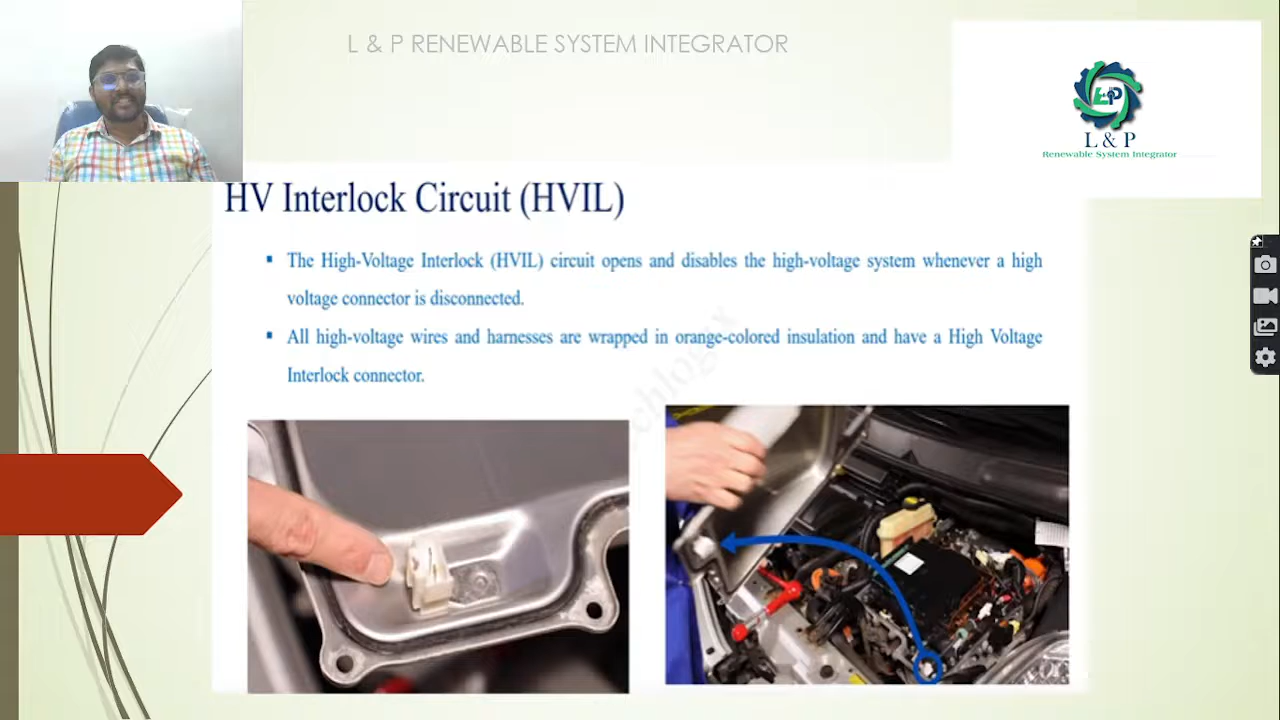 L & P RENEWABLE SYSTEM INTEGRATOR
LP
L & P
Renewable System Integrator
HV Interlock Circuit (HVIL)
▪ The High-Voltage Interlock (HVIL) circuit opens and disables the high-voltage system whenever a high
voltage connector is disconnected.
▪ All high-voltage wires and harnesses are wrapped in orange-colored insulation and have a High Voltage
Interlock connector.